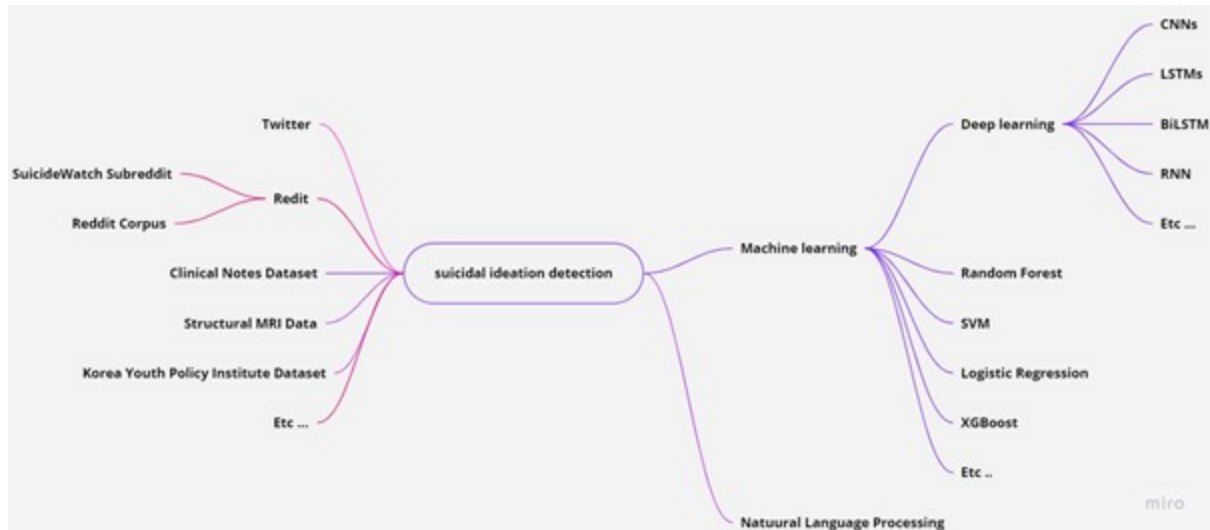 CNNs
LSTMs
Deep learning
BiLSTM
RNN
Etc ...
Twitter
SuicideWatch Subreddit
Redit
Reddit Corpus
Clinical Notes Dataset
Structural MRI Data
Korea Youth Policy Institute Dataset
Etc ...
suicidal ideation detection
Machine learning
Random Forest
SVM
Logistic Regression
XGBoost
Etc ..
Natuural Language Processing
miro